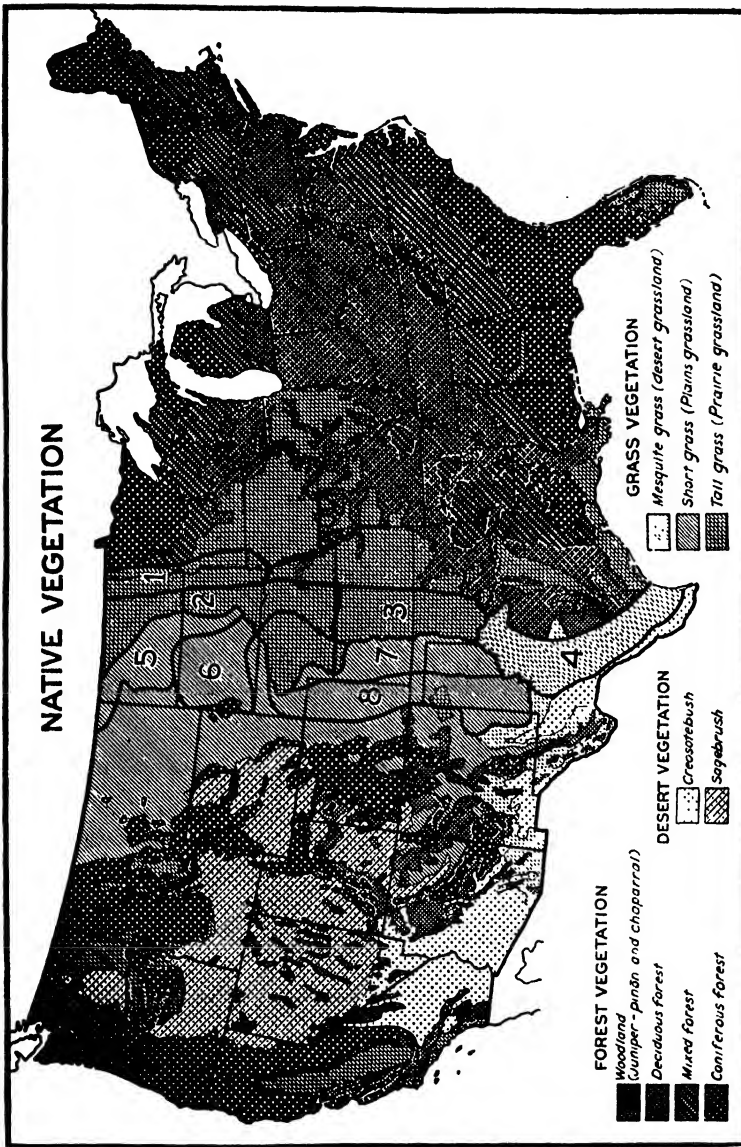 NATIVE VEGETATION
1
2
3
4
5
6
7
8
FOREST VEGETATION
Woodland
(Juniper-piñon and chaparral)
Deciduous forest
Mixed forest
Coniferous forest
DESERT VEGETATION
Creosotebush
Sagebrush
GRASS VEGETATION
Mesquite grass (desert grassland)
Short grass (Plains grassland)
Tall grass (Prairie grassland)